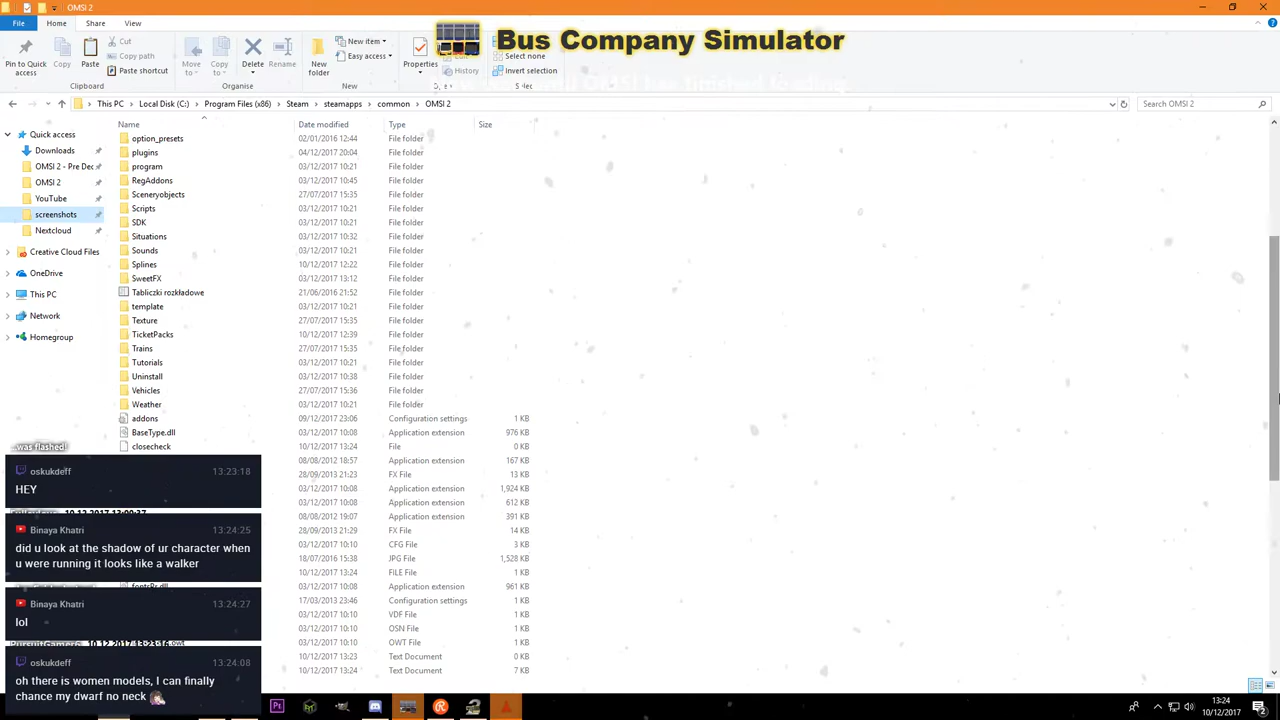 OMSI 2
File
Home
Share
View
Bus Company Simulator
Pin to Quick access
Copy
Paste
Cut
Copy path
Paste shortcut
Move to
Copy to
Delete
New folder
New item
Easy access
Properties
Edit
History
Select none
Invert selection
Organise
New
OMSI has finished loading
This PC
Local Disk (C:)
Program Files (x86)
Steam
steamapps
common
OMSI 2
Search OMSI 2
Name
Date modified
Type
Size
Quick access
Downloads
OMSI 2 - Pre Dec
OMSI 2
YouTube
screenshots
Nextcloud
Creative Cloud Files
OneDrive
This PC
Network
Homegroup
option_presets 02/01/2016 12:44 File folder
plugins 04/12/2017 20:04 File folder
program 03/12/2017 10:21 File folder
RegAddons 03/12/2017 10:45 File folder
Sceneryobjects 27/07/2017 15:35 File folder
Scripts 03/12/2017 10:21 File folder
SDK 03/12/2017 10:21 File folder
Situations 03/12/2017 10:32 File folder
Sounds 03/12/2017 10:21 File folder
Splines 10/12/2017 12:22 File folder
SweetFX 03/12/2017 13:12 File folder
Tabliczki rozkładowe 21/06/2016 21:52 File folder
template 03/12/2017 10:21 File folder
Texture 27/07/2017 15:35 File folder
TicketPacks 10/12/2017 12:39 File folder
Trains 27/07/2017 15:35 File folder
Tutorials 03/12/2017 10:21 File folder
Uninstall 03/12/2017 10:38 File folder
Vehicles 27/07/2017 15:36 File folder
Weather 03/12/2017 10:21 File folder
addons 09/12/2017 23:06 Configuration settings 1 KB
BaseType.dll 03/12/2017 10:08 Application extension 976 KB
closecheck 10/12/2017 13:24 File 0 KB
08/08/2012 18:57 Application extension 167 KB
28/09/2013 21:23 FX File 13 KB
03/12/2017 10:08 Application extension 1,924 KB
03/12/2017 10:08 Application extension 612 KB
08/08/2012 19:07 Application extension 391 KB
28/09/2013 21:29 FX File 14 KB
03/12/2017 10:10 CFG File 3 KB
18/07/2016 15:38 JPG File 1,528 KB
10/12/2017 13:24 FILE File 1 KB
03/12/2017 10:08 Application extension 961 KB
17/03/2013 23:46 Configuration settings 1 KB
03/12/2017 10:10 VDF File 1 KB
03/12/2017 10:10 OSN File 1 KB
03/12/2017 10:10 OWT File 1 KB
10/12/2017 13:23 Text Document 0 KB
10/12/2017 13:24 Text Document 7 KB
...was flashed!
oskukdeff 13:23:18
HEY
10.12.2017 13:00:37
Binaya Khatri 13:24:25
did u look at the shadow of ur character when
u were running it looks like a walker
Binaya Khatri 13:24:27
lol
10.12.2017 13:23:16
oskukdeff 13:24:08
oh there is women models, I can finally
chance my dwarf no neck
13:24
10/12/2017